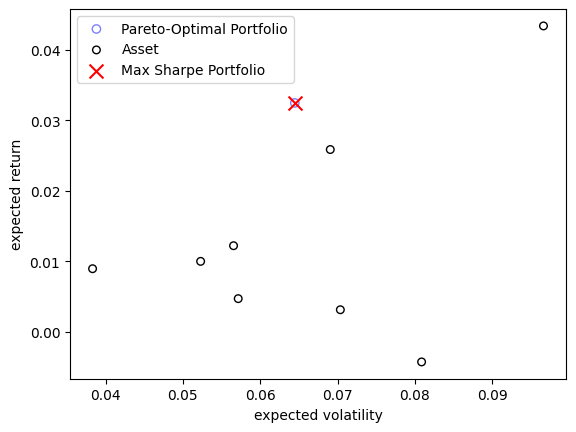 Pareto-Optimal Portfolio
Asset
Max Sharpe Portfolio
0.04
0.03
0.02
0.01
0.00
expected return
0.04 0.05 0.06 0.07 0.08 0.09
expected volatility